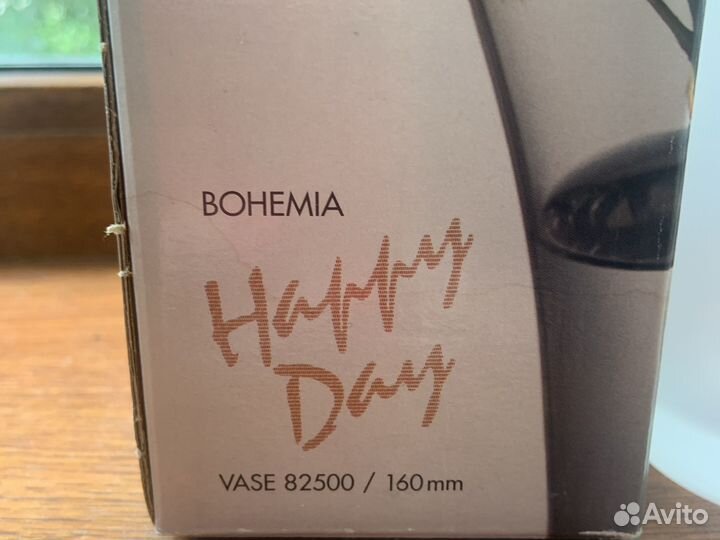 BOHEMIA
Happy
Day
VASE 82500 / 160mm
Avito